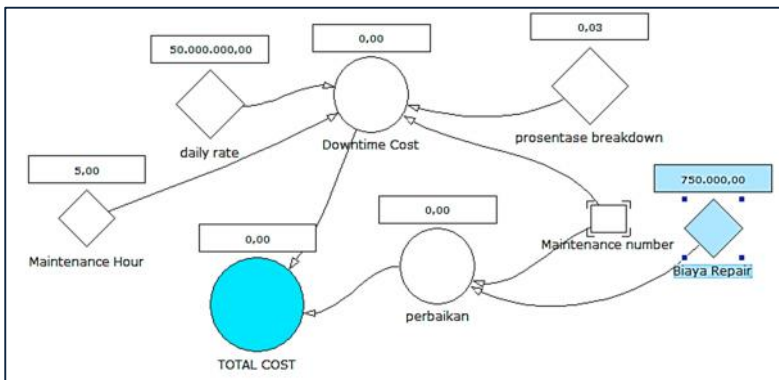 0,00
0,03
50.000.000,00
daily rate
Downtime Cost
prosentase breakdown
5,00
750.000,00
Maintenance Hour
0,00
0,00
Maintenance number
Biaya Repair
perbaikan
TOTAL COST